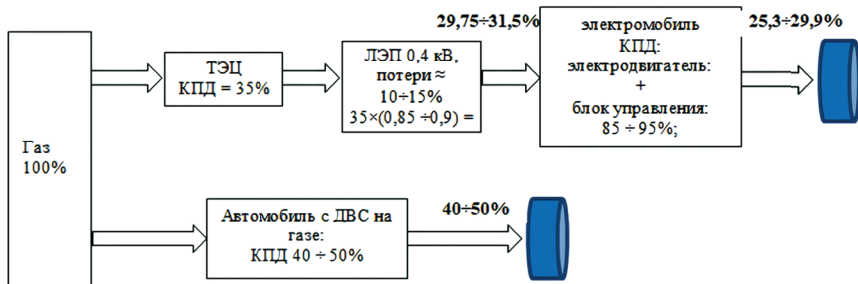 Газ
100%
ТЭЦ
КПД = 35%
ЛЭП 0,4 кВ,
потери ≈
10÷15%
35×(0,85 ÷0,9) =
29,75÷31,5%
электромобиль
КПД:
электродвигатель:
+
блок управления:
85 ÷ 95%;
25,3÷29,9%
Автомобиль с ДВС на
газе:
КПД 40 ÷ 50%
40÷50%